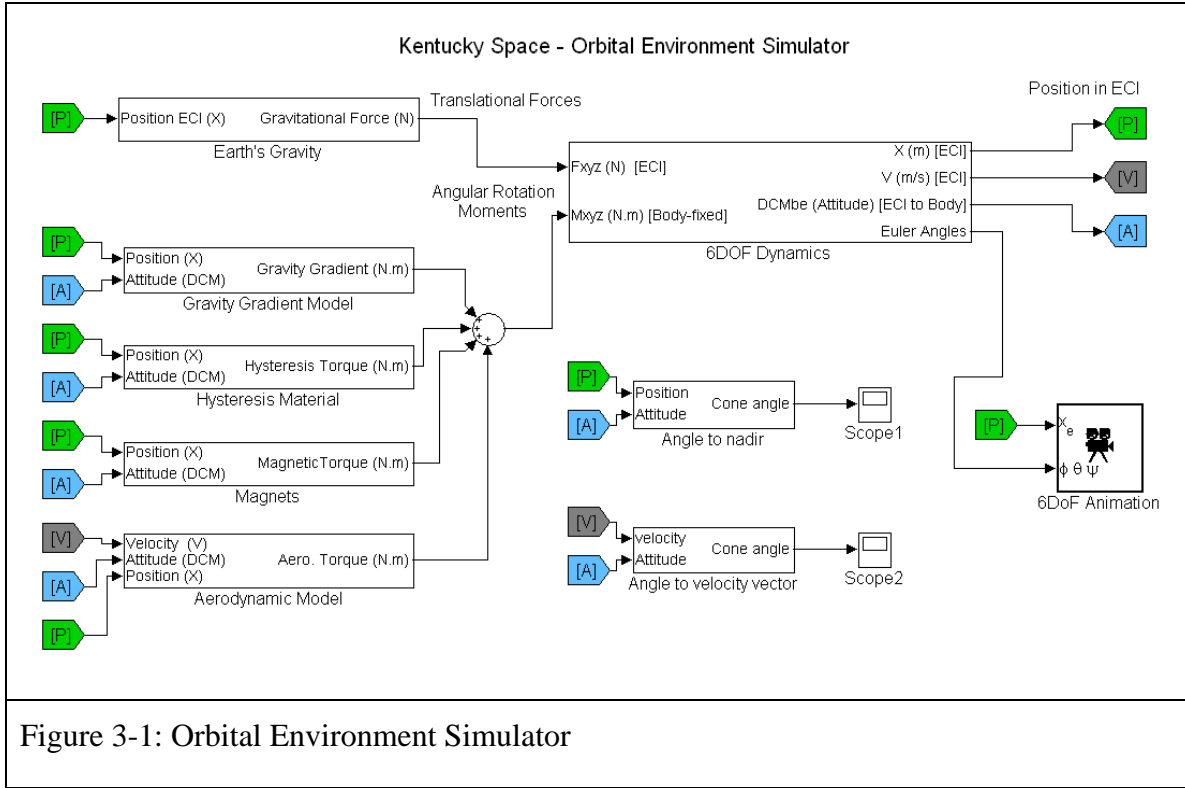 Kentucky Space - Orbital Environment Simulator
[P]
Position ECI (X)
Gravitational Force (N)
Earth's Gravity
Translational Forces
Angular Rotation
Moments
Fxyz (N) [ECI]
Mxyz (N.m) [Body-fixed]
X (m) [ECI]
V (m/s) [ECI]
DCMbe (Attitude) [ECI to Body]
Euler Angles
6DOF Dynamics
Position in ECI
[P]
[V]
[A]
[P]
[A]
Position (X)
Attitude (DCM)
Gravity Gradient (N.m)
Gravity Gradient Model
[P]
[A]
Position (X)
Attitude (DCM)
Hysteresis Torque (N.m)
Hysteresis Material
[P]
[A]
Position (X)
Attitude (DCM)
MagneticTorque (N.m)
Magnets
[V]
[A]
[P]
Velocity (V)
Attitude (DCM)
Position (X)
Aero. Torque (N.m)
Aerodynamic Model
+
+
+
+
[P]
[A]
Position
Attitude
Cone angle
Angle to nadir
Scope1
[V]
[A]
velocity
Attitude
Cone angle
Angle to velocity vector
Scope2
[P]
Xe
ϕ θ ψ
6DoF Animation
Figure 3-1: Orbital Environment Simulator